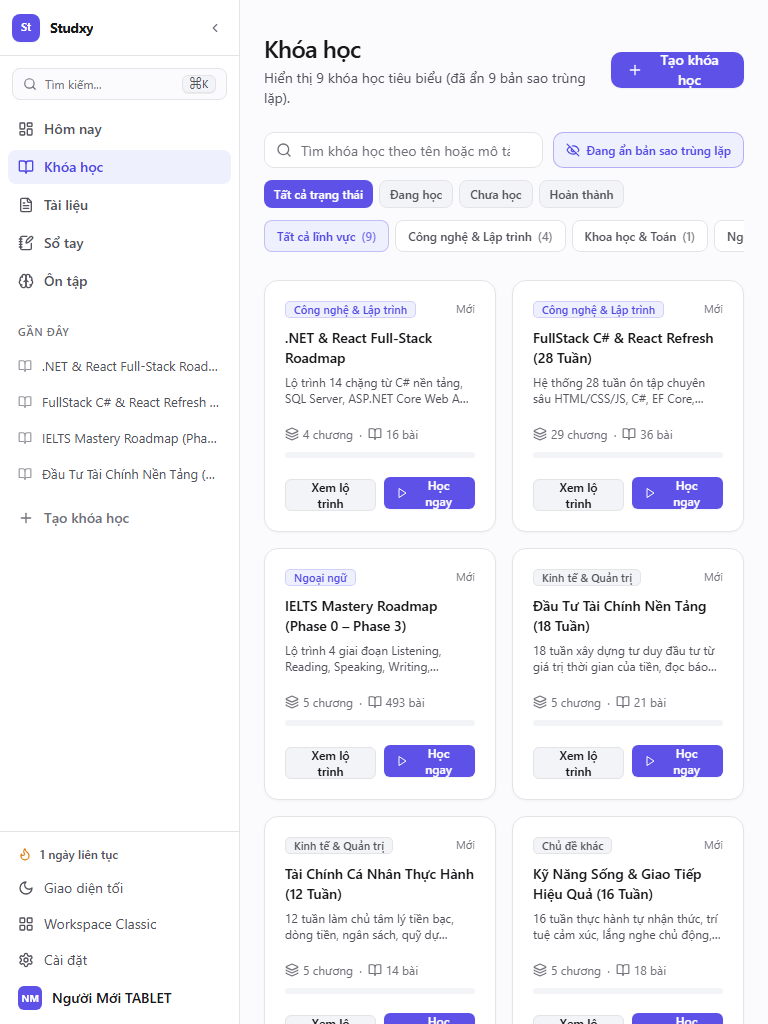 St Studxy
Tìm kiếm... ⌘K
Hôm nay
Khóa học
Tài liệu
Sổ tay
Ôn tập
GẦN ĐÂY
.NET & React Full-Stack Road...
FullStack C# & React Refresh ...
IELTS Mastery Roadmap (Pha...
Đầu Tư Tài Chính Nền Tảng (...
Tạo khóa học
1 ngày liên tục
Giao diện tối
Workspace Classic
Cài đặt
NM Người Mới TABLET
Khóa học
Hiển thị 9 khóa học tiêu biểu (đã ẩn 9 bản sao trùng
lặp).
Tạo khóa
học
Tìm khóa học theo tên hoặc mô tả
Đang ẩn bản sao trùng lặp
Tất cả trạng thái Đang học Chưa học Hoàn thành
Tất cả lĩnh vực (9) Công nghệ & Lập trình (4) Khoa học & Toán (1) Ng
Công nghệ & Lập trình Mới
.NET & React Full-Stack
Roadmap
Lộ trình 14 chặng từ C# nền tảng,
SQL Server, ASP.NET Core Web A...
4 chương · 16 bài
Xem lộ
trình
Học
ngay
Công nghệ & Lập trình Mới
FullStack C# & React Refresh
(28 Tuần)
Hệ thống 28 tuần ôn tập chuyên
sâu HTML/CSS/JS, C#, EF Core,...
29 chương · 36 bài
Xem lộ
trình
Học
ngay
Ngoại ngữ Mới
IELTS Mastery Roadmap
(Phase 0 – Phase 3)
Lộ trình 4 giai đoạn Listening,
Reading, Speaking, Writing,...
5 chương · 493 bài
Xem lộ
trình
Học
ngay
Kinh tế & Quản trị Mới
Đầu Tư Tài Chính Nền Tảng
(18 Tuần)
18 tuần xây dựng tư duy đầu tư từ
giá trị thời gian của tiền, đọc báo...
5 chương · 21 bài
Xem lộ
trình
Học
ngay
Kinh tế & Quản trị Mới
Tài Chính Cá Nhân Thực Hành
(12 Tuần)
12 tuần làm chủ tâm lý tiền bạc,
dòng tiền, ngân sách, quỹ dự...
5 chương · 14 bài
Xem lộ
Học
Chủ đề khác Mới
Kỹ Năng Sống & Giao Tiếp
Hiệu Quả (16 Tuần)
16 tuần thực hành tự nhận thức, trí
tuệ cảm xúc, lắng nghe chủ động,...
5 chương · 18 bài
Xem lộ
Học